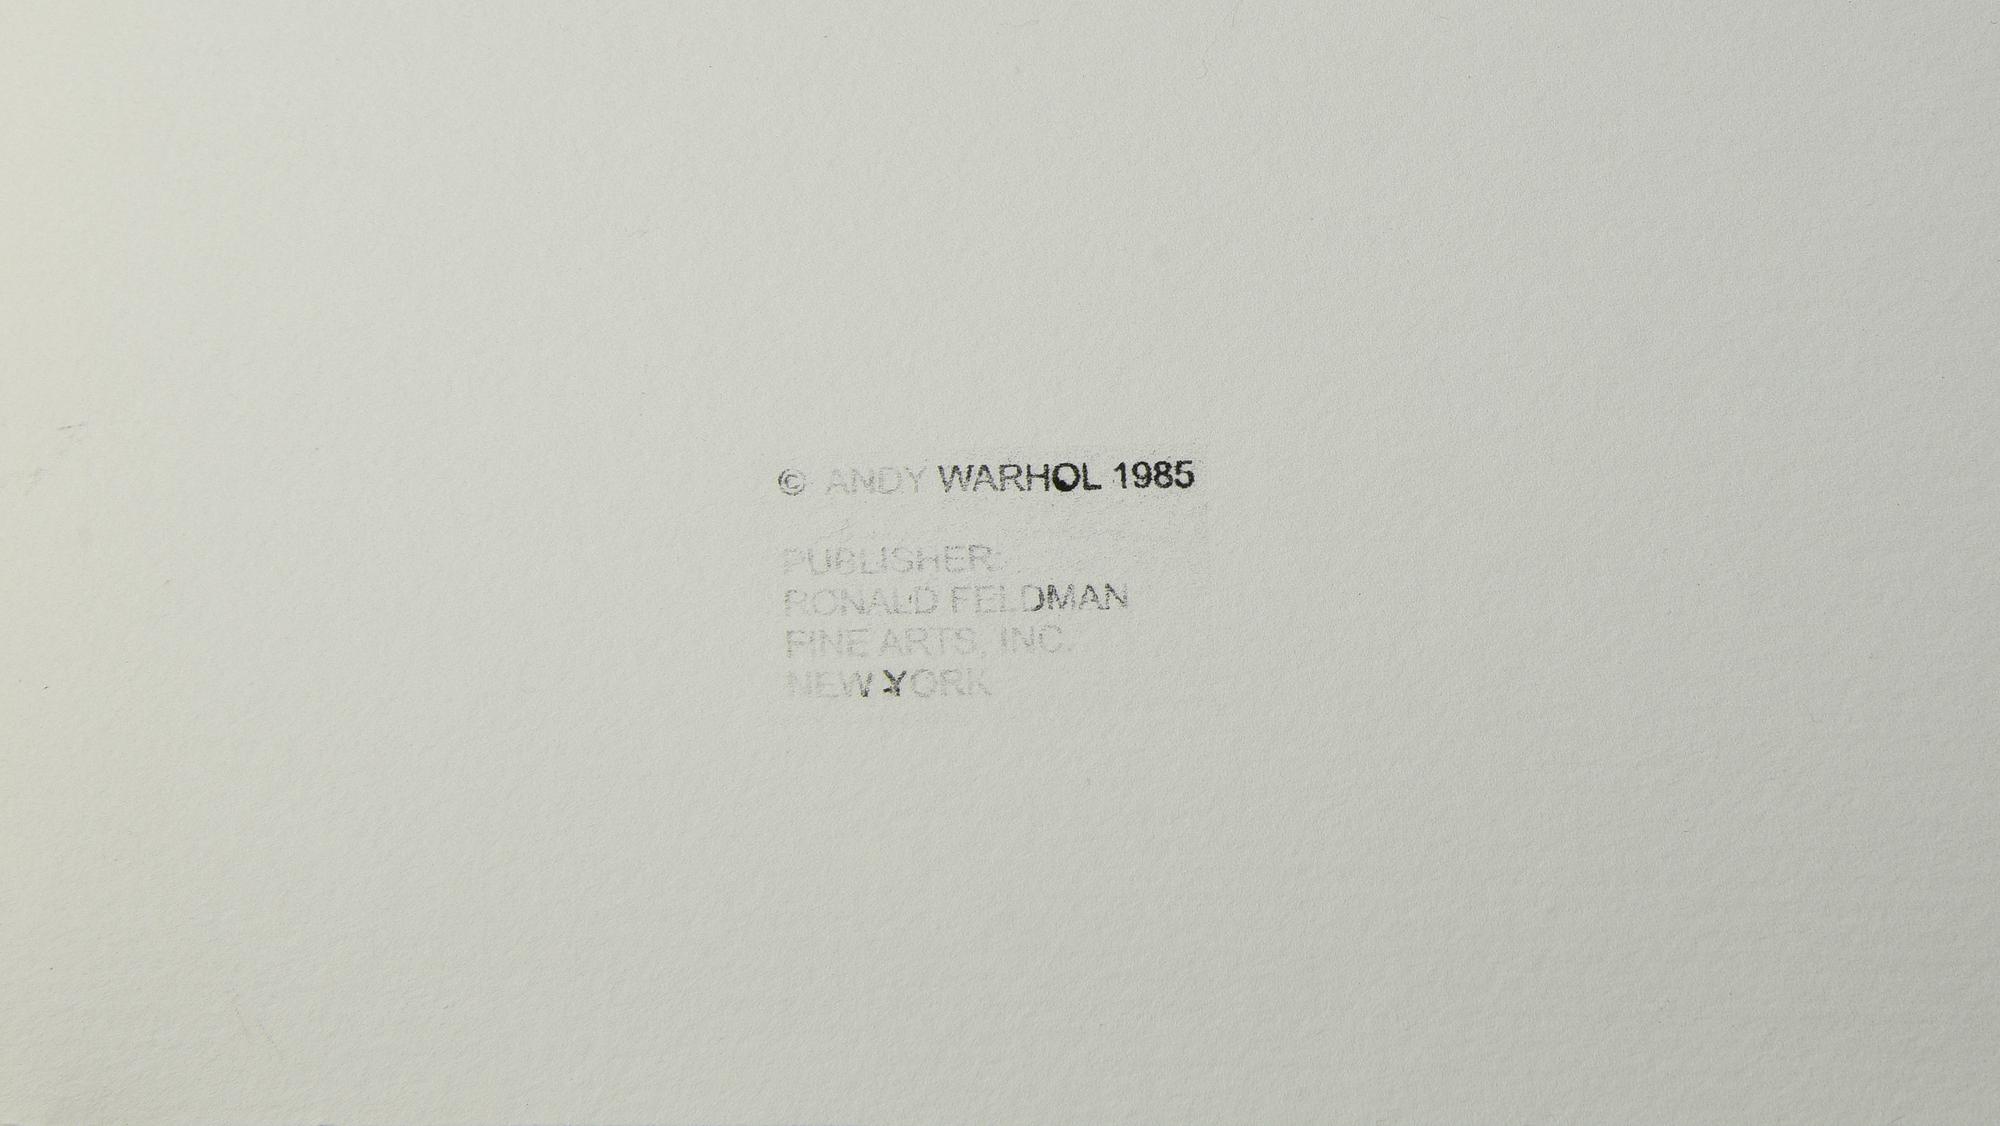 © ANDY WARHOL 1985
PUBLISHER:
RONALD FELDMAN
FINE ARTS, INC.
NEW YORK